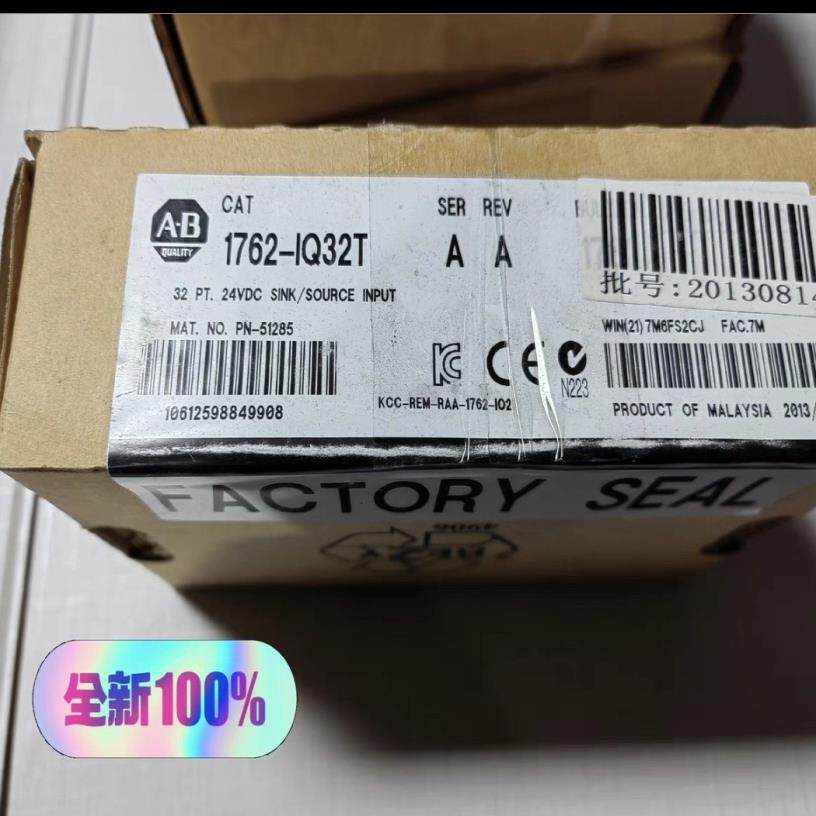 CAT
SER REV
A-B
QUALITY
1762-IQ32T
A A
32 PT. 24VDC SINK/SOURCE INPUT
批号:20130814
MAT. NO. PN-51285
WIN(21)7M6FS2CJ FAC.7M
N223
KCC-REM-RAA-1762-IO2
10612598849908
PRODUCT OF MALAYSIA 2013/
FACTORY SEAL
全新100%